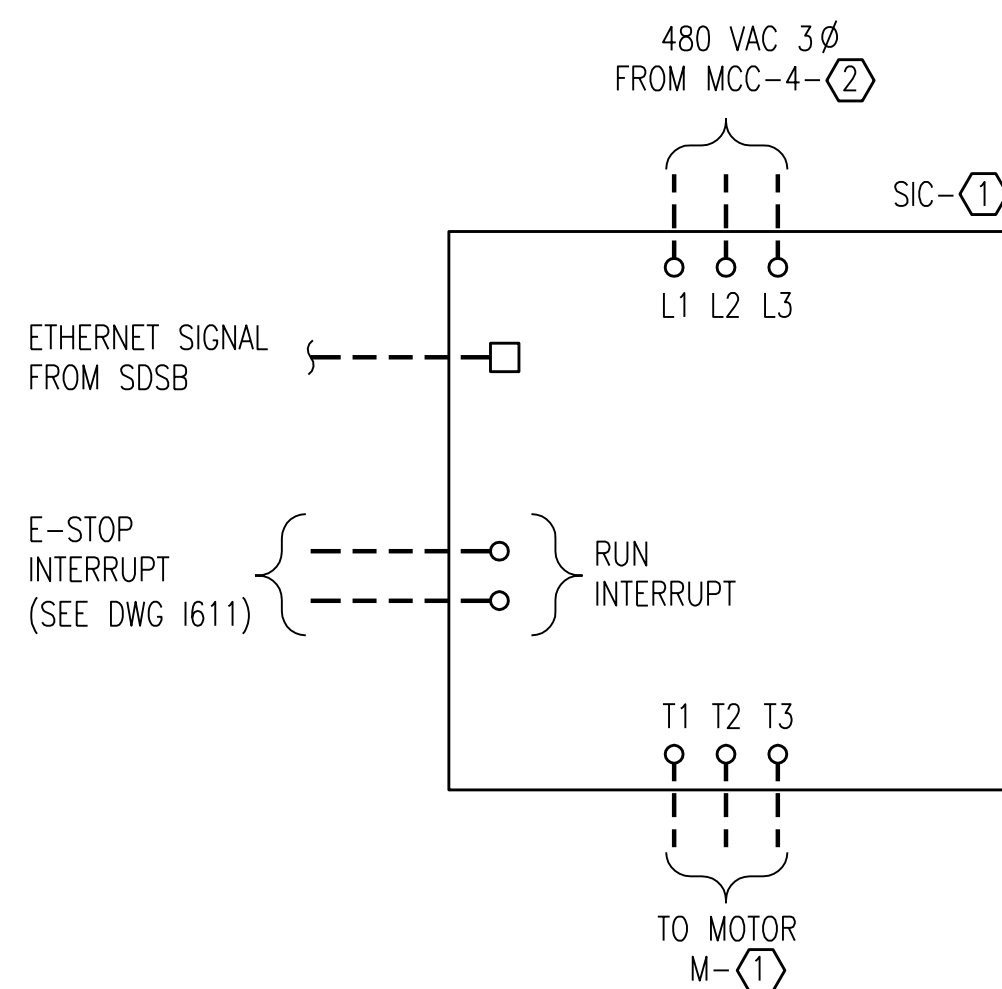 480 VAC 3Ø
FROM MCC-4-2
SIC-1
L1 L2 L3
ETHERNET SIGNAL
FROM SDSB
E-STOP
INTERRUPT
(SEE DWG I611)
RUN
INTERRUPT
T1 T2 T3
TO MOTOR
M-1